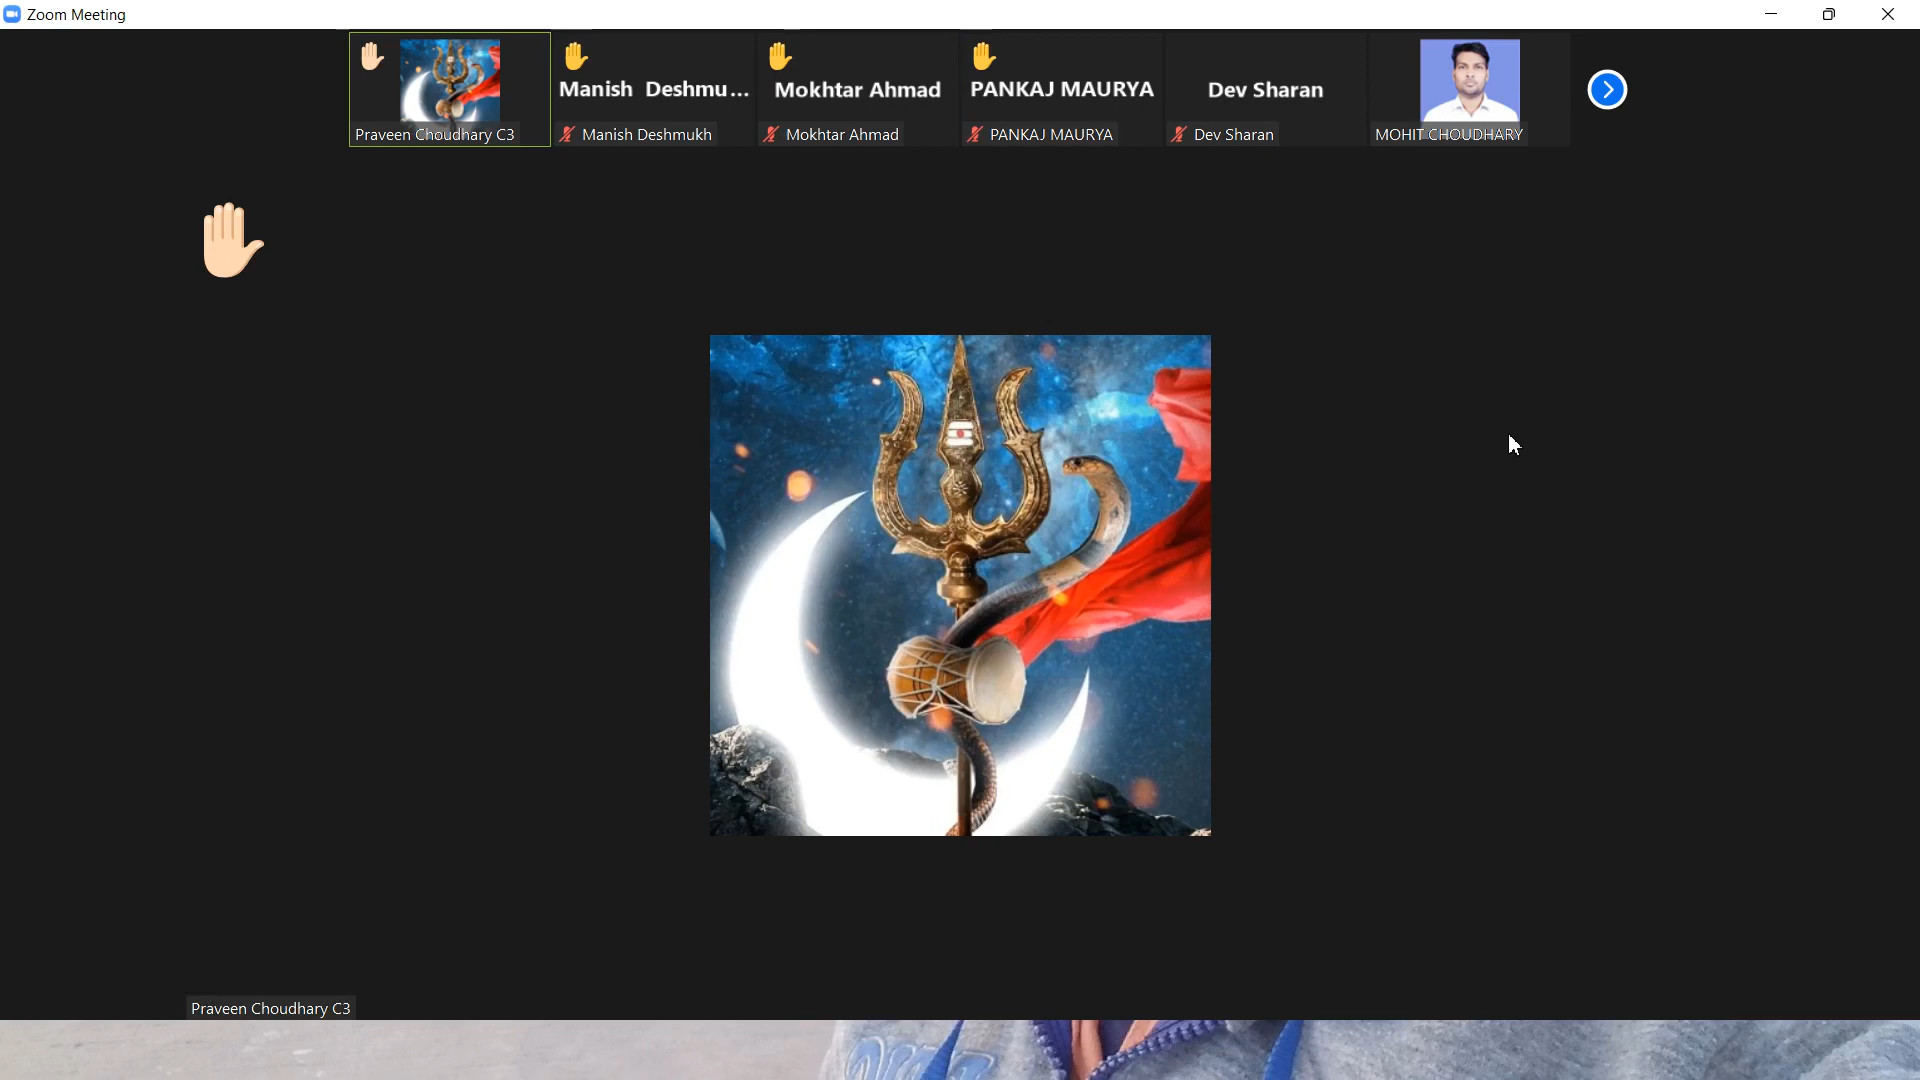 Zoom Meeting
Manish Deshmu...
Mokhtar Ahmad
PANKAJ MAURYA
Dev Sharan
Praveen Choudhary C3
Manish Deshmukh
Mokhtar Ahmad
PANKAJ MAURYA
Dev Sharan
MOHIT CHOUDHARY
Praveen Choudhary C3